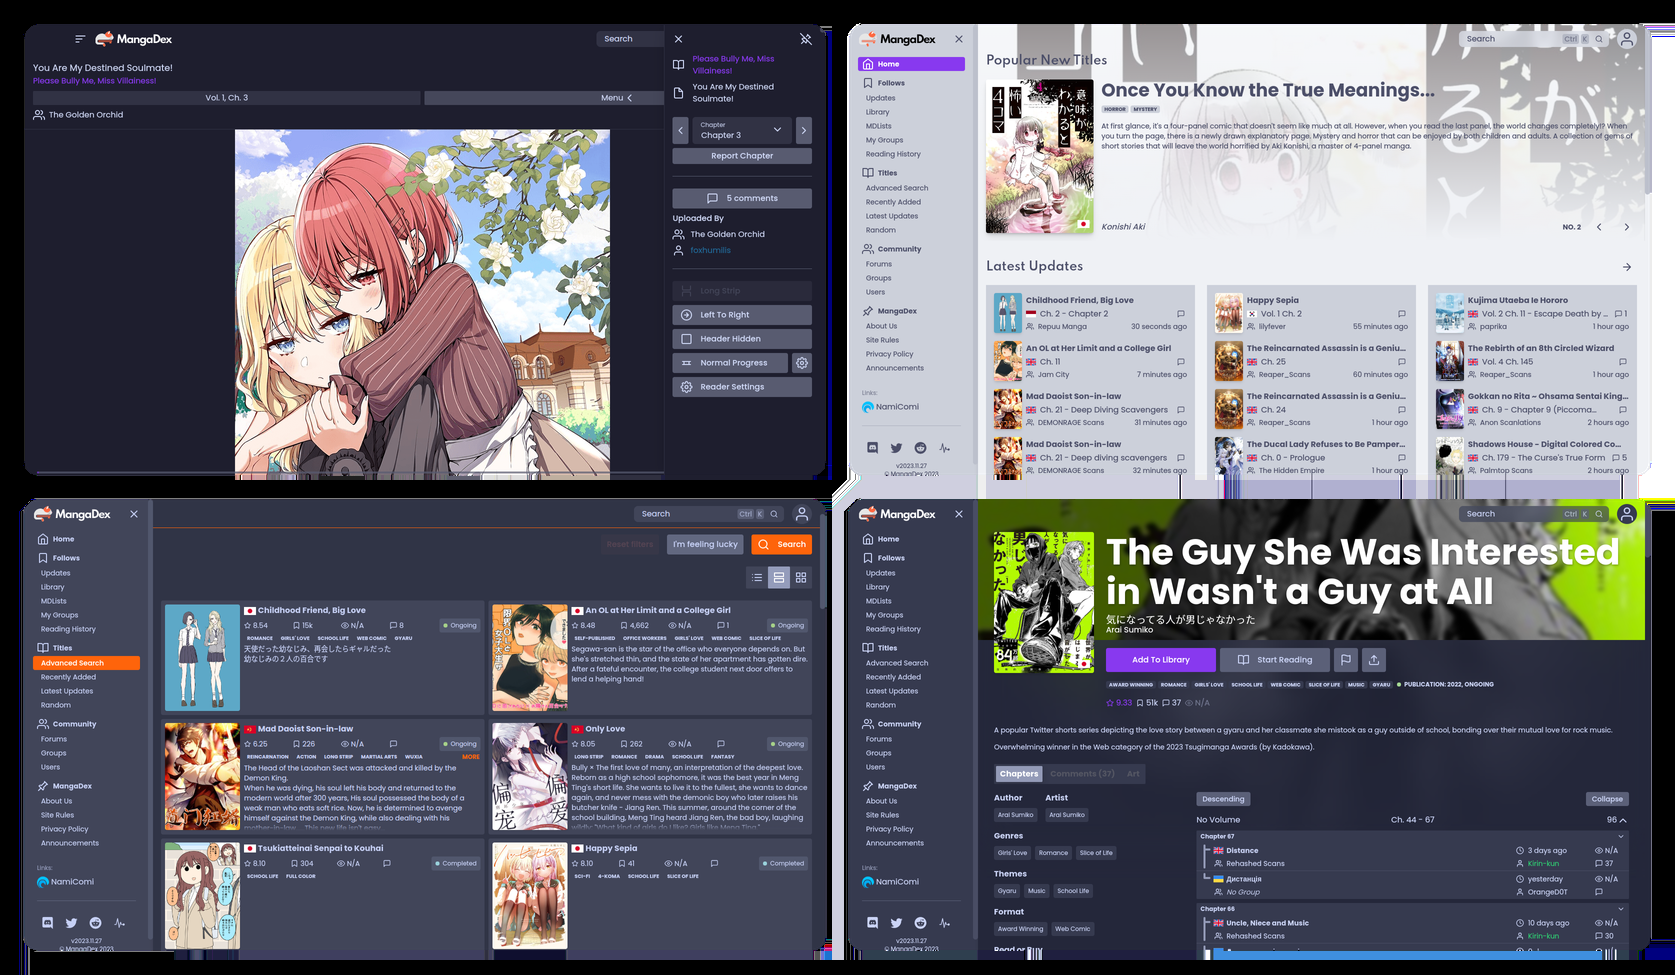 MangaDex
Search
You Are My Destined Soulmate!
Please Bully Me, Miss Villainess!
Vol. 1, Ch. 3
Menu
The Golden Orchid
Please Bully Me, Miss
Villainess!
You Are My Destined
Soulmate!
Chapter
Chapter 3
Report Chapter
5 comments
Uploaded By
The Golden Orchid
foxhumilis
Long Strip
Left To Right
Header Hidden
Normal Progress
Reader Settings
MangaDex
Home
Follows
Updates
Library
MDLists
My Groups
Reading History
Titles
Advanced Search
Recently Added
Latest Updates
Random
Community
Forums
Groups
Users
MangaDex
About Us
Site Rules
Privacy Policy
Announcements
Links:
NamiComi
v2023.11.27
© MangaDex 2023
Search
Ctrl K
Popular New Titles
意味がわかると
怖い4コマ
Once You Know the True Meanings...
HORROR MYSTERY
At first glance, it's a four-panel comic that doesn't seem like much at all. However, when you read the last panel, the world changes completely!? When
you turn the page, there is a newly drawn explanatory page. Mystery and horror that can be enjoyed by both children and adults. A collection of gems of
short stories that will leave the world horrified by Aki Konishi, a master of 4-panel manga.
Konishi Aki
NO. 2
Latest Updates
Childhood Friend, Big Love
Ch. 2 - Chapter 2
Repuu Manga 30 seconds ago
An OL at Her Limit and a College Girl
Ch. 11
Jam City 7 minutes ago
Mad Daoist Son-in-law
Ch. 21 - Deep Diving Scavengers
DEMONRAGE Scans 31 minutes ago
Mad Daoist Son-in-law
Ch. 21 - Deep diving scavengers
DEMONRAGE Scans 32 minutes ago
Happy Sepia
Vol. 1 Ch. 2
lilyfever 55 minutes ago
The Reincarnated Assassin is a Geniu...
Ch. 25
Reaper_Scans 60 minutes ago
The Reincarnated Assassin is a Geniu...
Ch. 24
Reaper_Scans 1 hour ago
The Ducal Lady Refuses to Be Pamper...
Ch. 0 - Prologue
The Hidden Empire 1 hour ago
Kujima Utaeba Ie Hororo
Vol. 2 Ch. 11 - Escape Death by ... 1
paprika 1 hour ago
The Rebirth of an 8th Circled Wizard
Vol. 4 Ch. 145
Reaper_Scans 1 hour ago
Gokkan no Rita ~ Ohsama Sentai King...
Ch. 9 - Chapter 9 (Piccoma...
Anon Scanlations 2 hours ago
Shadows House - Digital Colored Co...
Ch. 179 - The Curse's True Form 5
Palmtop Scans 2 hours ago
MangaDex
Home
Follows
Updates
Library
MDLists
My Groups
Reading History
Titles
Advanced Search
Recently Added
Latest Updates
Random
Community
Forums
Groups
Users
MangaDex
About Us
Site Rules
Privacy Policy
Announcements
Links:
NamiComi
v2023.11.27
© MangaDex 2023
Search
Ctrl K
Reset filters
I'm feeling lucky
Search
Childhood Friend, Big Love
8.54 15k N/A 8 Ongoing
ROMANCE GIRLS' LOVE SCHOOL LIFE WEB COMIC GYARU
天使だった幼なじみ、再会したらギャルだった
幼なじみの２人の百合です
An OL at Her Limit and a College Girl
8.48 4,662 N/A 1 Ongoing
SELF-PUBLISHED OFFICE WORKERS GIRLS' LOVE WEB COMIC SLICE OF LIFE
Segawa-san is the star of the office who everyone depends on. But
she's stretched thin, and the state of her apartment has gotten dire.
After a fateful encounter, the college student next door offers to
lend a helping hand!
Mad Daoist Son-in-law
6.25 226 N/A Ongoing
REINCARNATION ACTION LONG STRIP MARTIAL ARTS WUXIA MORE
The Head of the Laoshan Sect was attacked and killed by the
Demon King.
When he was dying, his soul left his body and returned to the
modern world after 300 years, His soul possessed the body of a
weak man who eats soft rice. Now, he is determined to avenge
himself against the Demon King, while also dealing with his
mother-in-law... This new life isn't easy.
Only Love
8.05 262 N/A Ongoing
LONG STRIP ROMANCE DRAMA SCHOOL LIFE FANTASY
Bully × The first love of many, an interpretation of the deepest love.
Reborn as a high school sophomore, it was the best year in Meng
Ting's short life. She wants to live it to the fullest, she wants to dance
again, and never mess with the demonic boy who later raises his
butcher knife - Jiang Ren. This summer, around the corner of the
school building, Meng Ting heard Jiang Ren, the bad boy, laughing
wildly: "What kind of girls do I like? Girls like Meng Ting."
偏
爱
偏
宠
Tsukiatteinai Senpai to Kouhai
8.10 304 N/A Completed
SCHOOL LIFE FULL COLOR
Happy Sepia
8.10 41 N/A Completed
SCI-FI 4-KOMA SCHOOL LIFE SLICE OF LIFE
MangaDex
Home
Follows
Updates
Library
MDLists
My Groups
Reading History
Titles
Advanced Search
Recently Added
Latest Updates
Random
Community
Forums
Groups
Users
MangaDex
About Us
Site Rules
Privacy Policy
Announcements
Links:
NamiComi
v2023.11.27
© MangaDex 2023
Search
Ctrl K
The Guy She Was Interested
in Wasn't a Guy at All
気になってる人が男じゃなかった
Arai Sumiko
Add To Library
Start Reading
AWARD WINNING ROMANCE GIRLS' LOVE SCHOOL LIFE WEB COMIC SLICE OF LIFE MUSIC GYARU PUBLICATION: 2022, ONGOING
9.33 51k 37 N/A
A popular Twitter shorts series depicting the love story between a gyaru and her classmate she mistook as a guy outside of school, bonding over their mutual love for rock music.
Overwhelming winner in the Web category of the 2023 Tsugimanga Awards (by Kadokawa).
Chapters Comments (37) Art
Author
Arai Sumiko
Artist
Arai Sumiko
Genres
Girls' Love Romance Slice of Life
Themes
Gyaru Music School Life
Format
Award Winning Web Comic
Read or Buy
Descending Collapse
No Volume Ch. 44 - 67 96
Chapter 67
Distance 3 days ago N/A
Rehashed Scans Kirin-kun 37
Дистанція yesterday N/A
No Group OrangeD0T
Chapter 66
Uncle, Niece and Music 10 days ago N/A
Rehashed Scans Kirin-kun 30